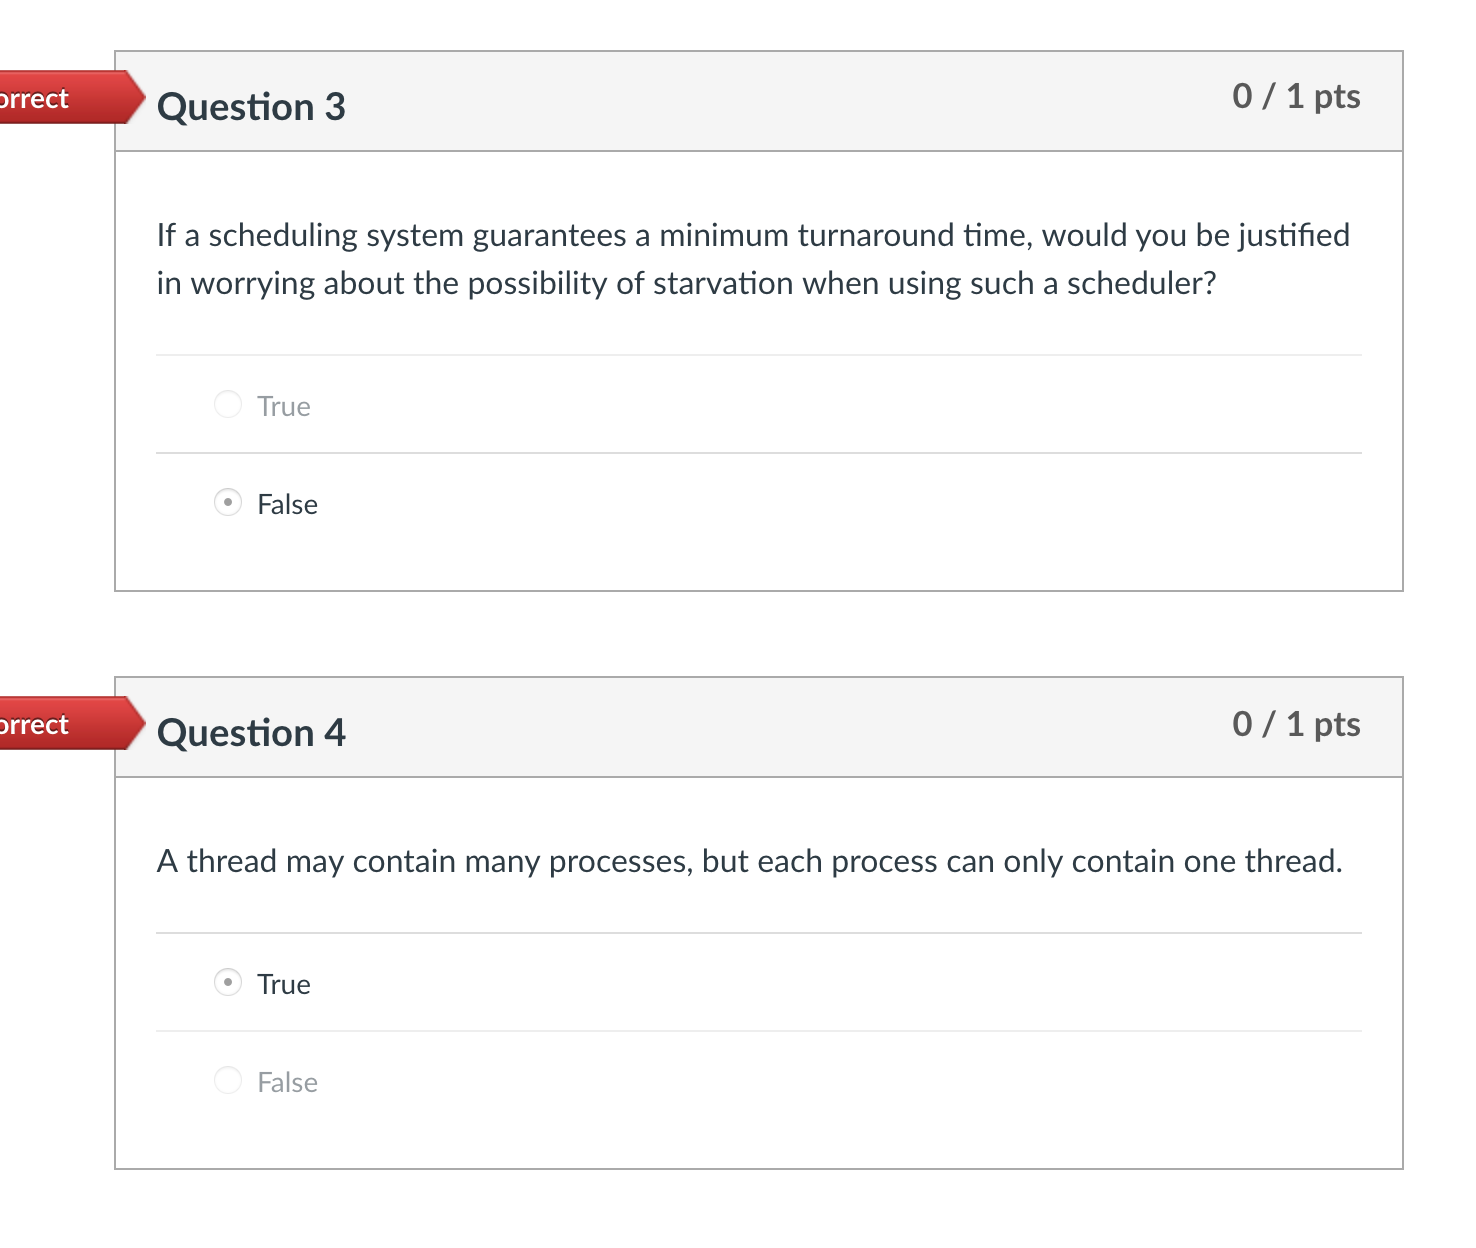 orrect
Question 3
0 / 1 pts
If a scheduling system guarantees a minimum turnaround time, would you be justified
in worrying about the possibility of starvation when using such a scheduler?
True
False
orrect
Question 4
0 / 1 pts
A thread may contain many processes, but each process can only contain one thread.
True
False